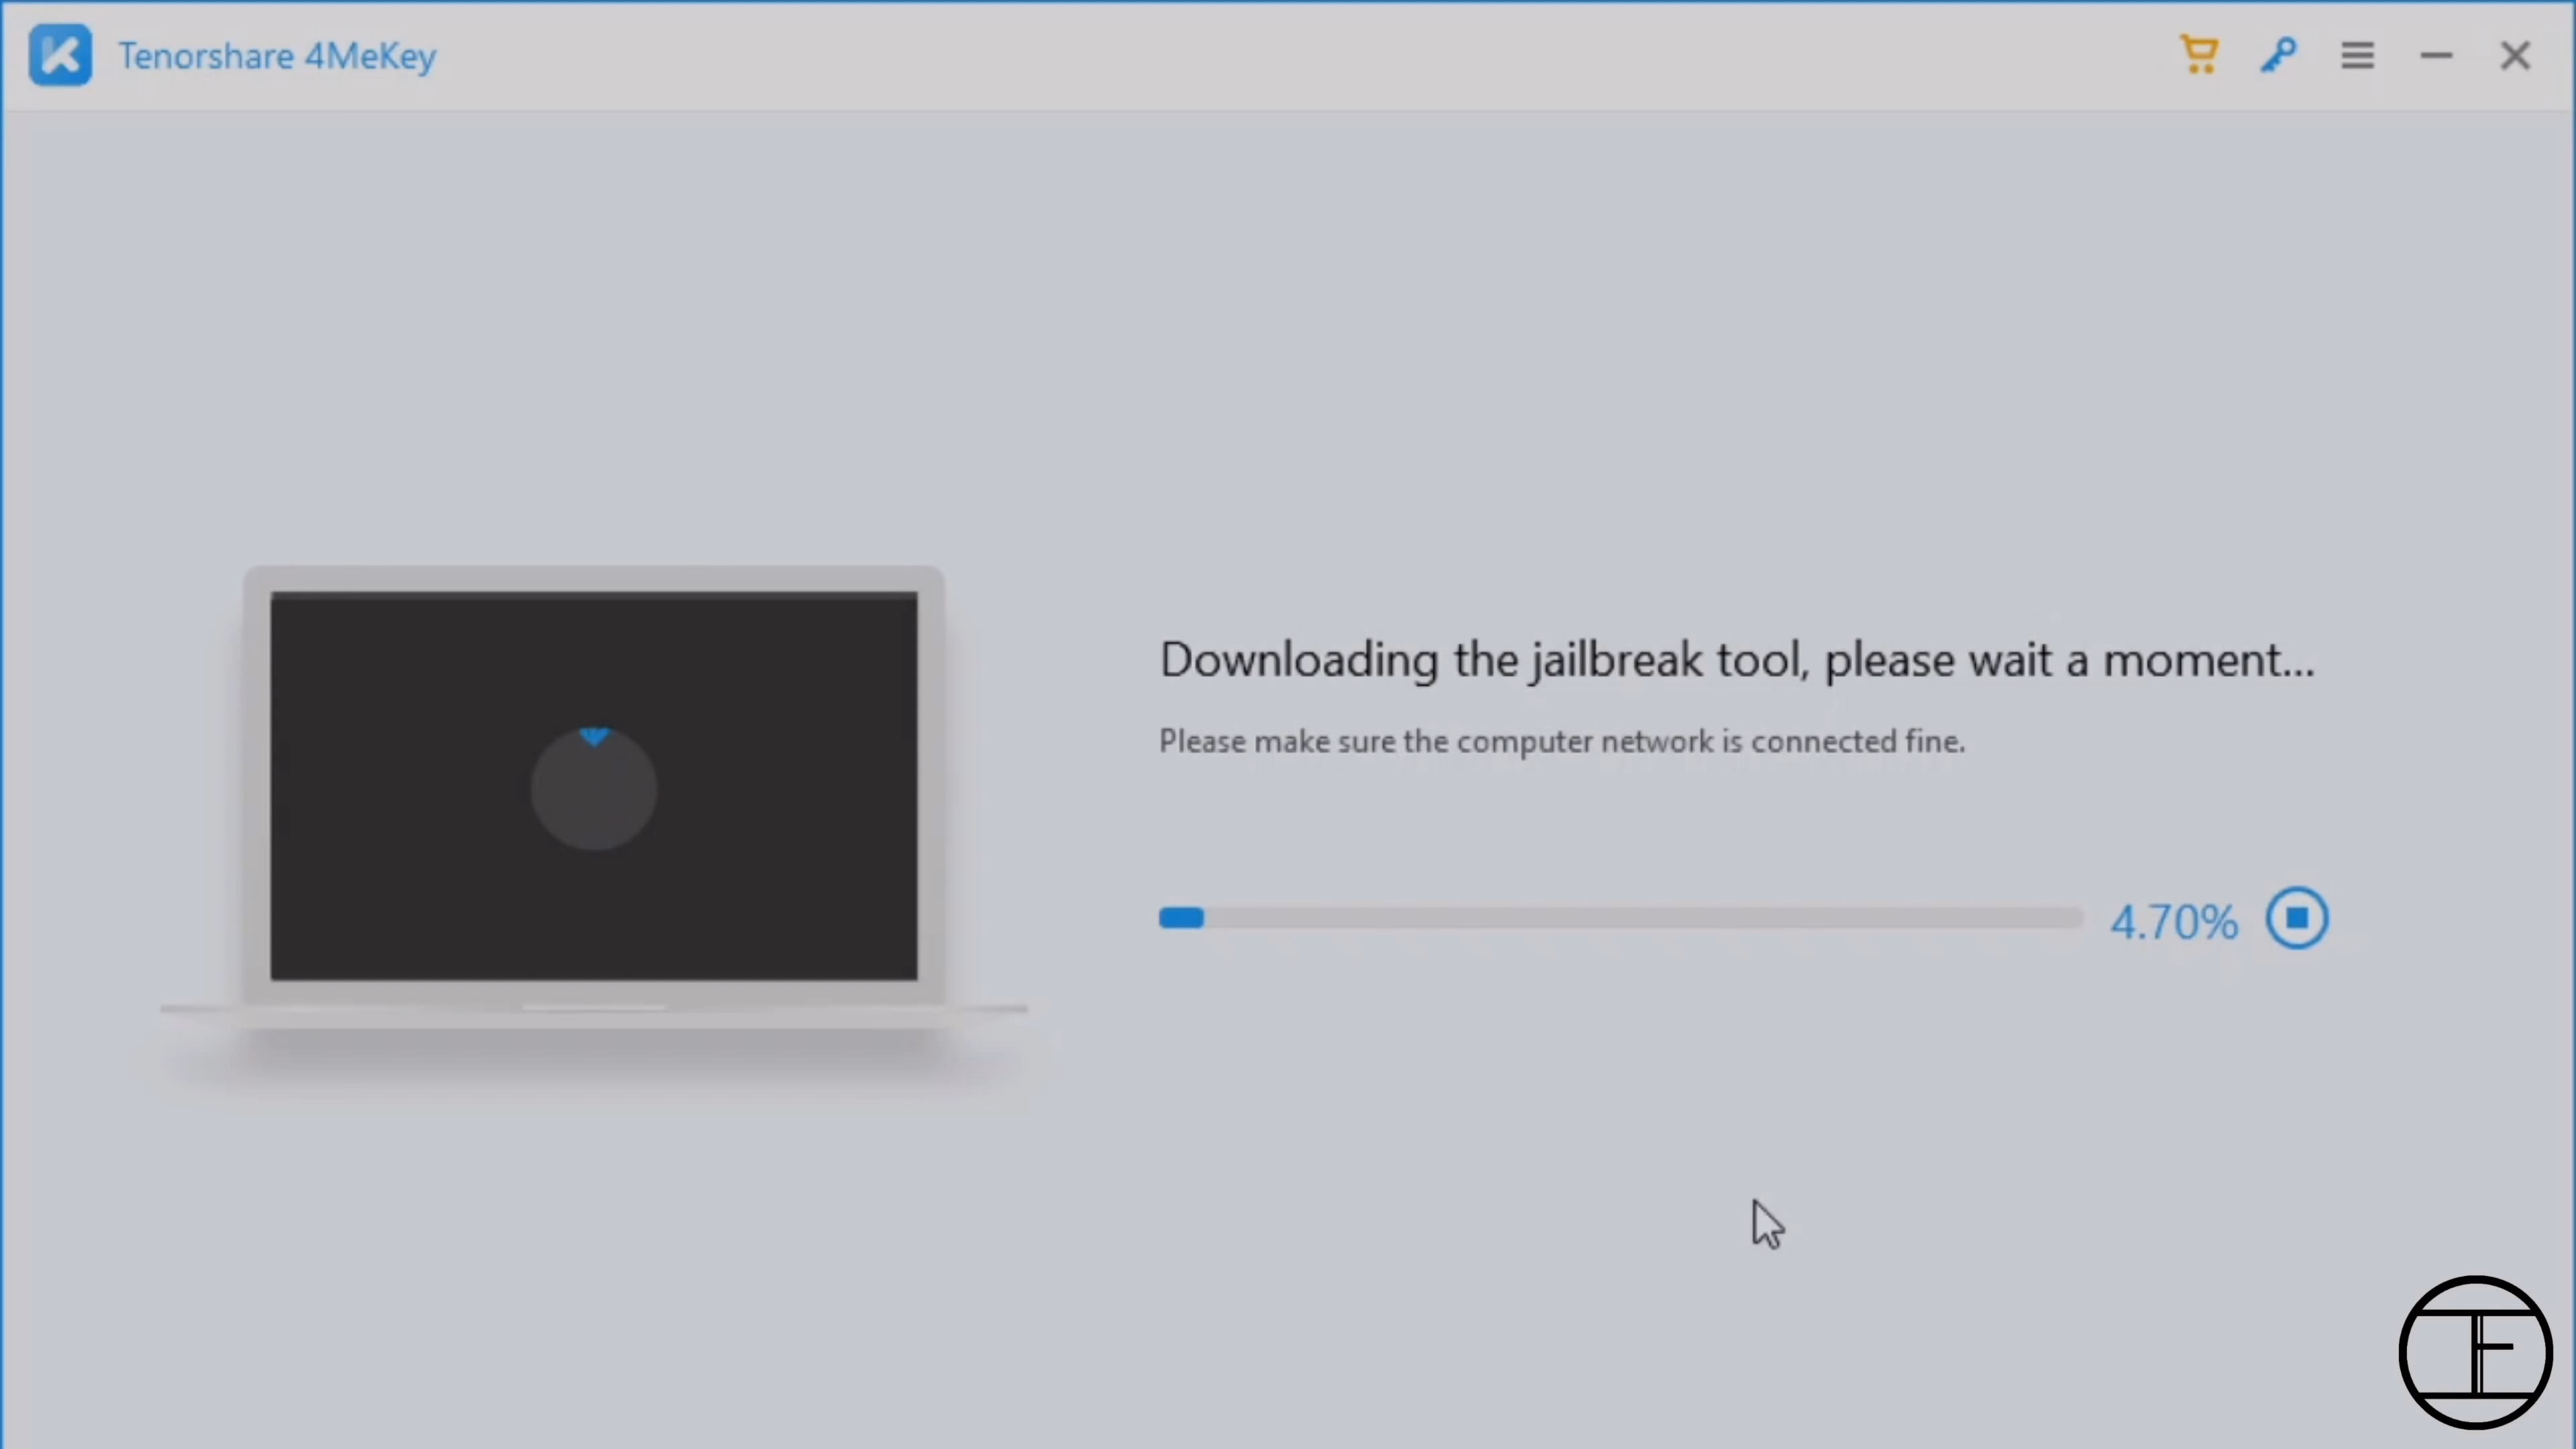 Tenorshare 4MeKey
Downloading the jailbreak tool, please wait a moment...
Please make sure the computer network is connected fine.
4.70%